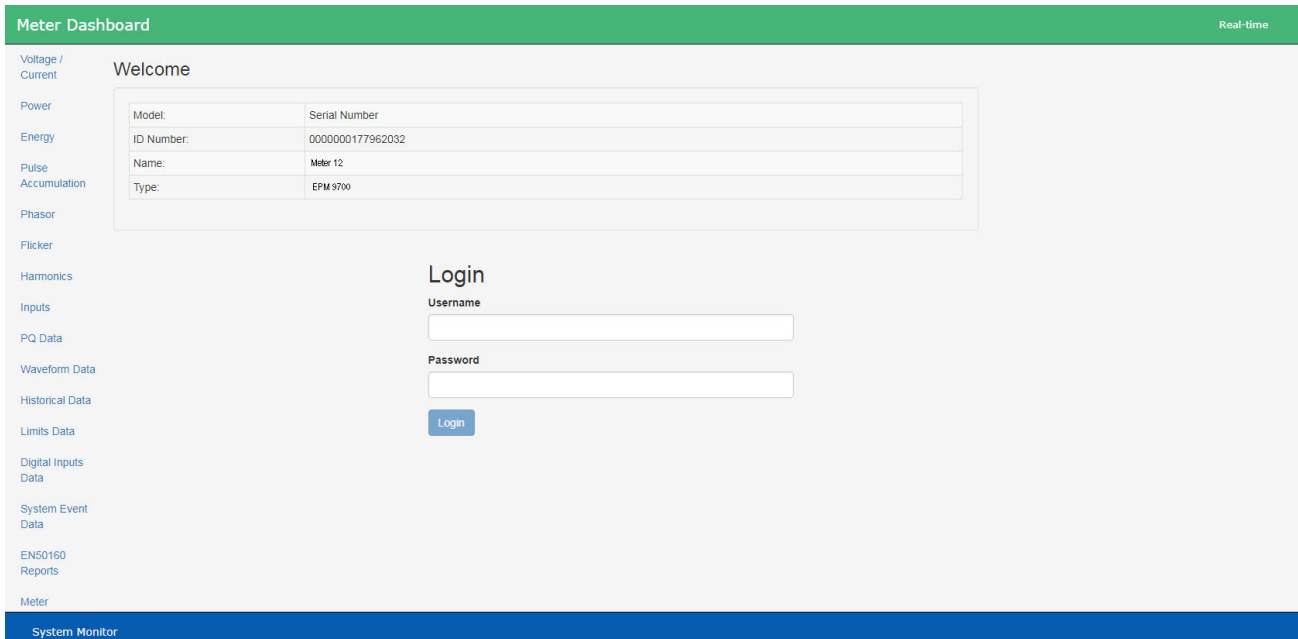 Meter Dashboard
Real-time
Voltage /
Current
Power
Energy
Pulse
Accumulation
Phasor
Flicker
Harmonics
Inputs
PQ Data
Waveform Data
Historical Data
Limits Data
Digital Inputs
Data
System Event
Data
EN50160
Reports
Meter
Welcome
Model: Serial Number
ID Number: 0000000177962032
Name: Meter 12
Type: EPM 9700
Login
Username
Password
Login
System Monitor